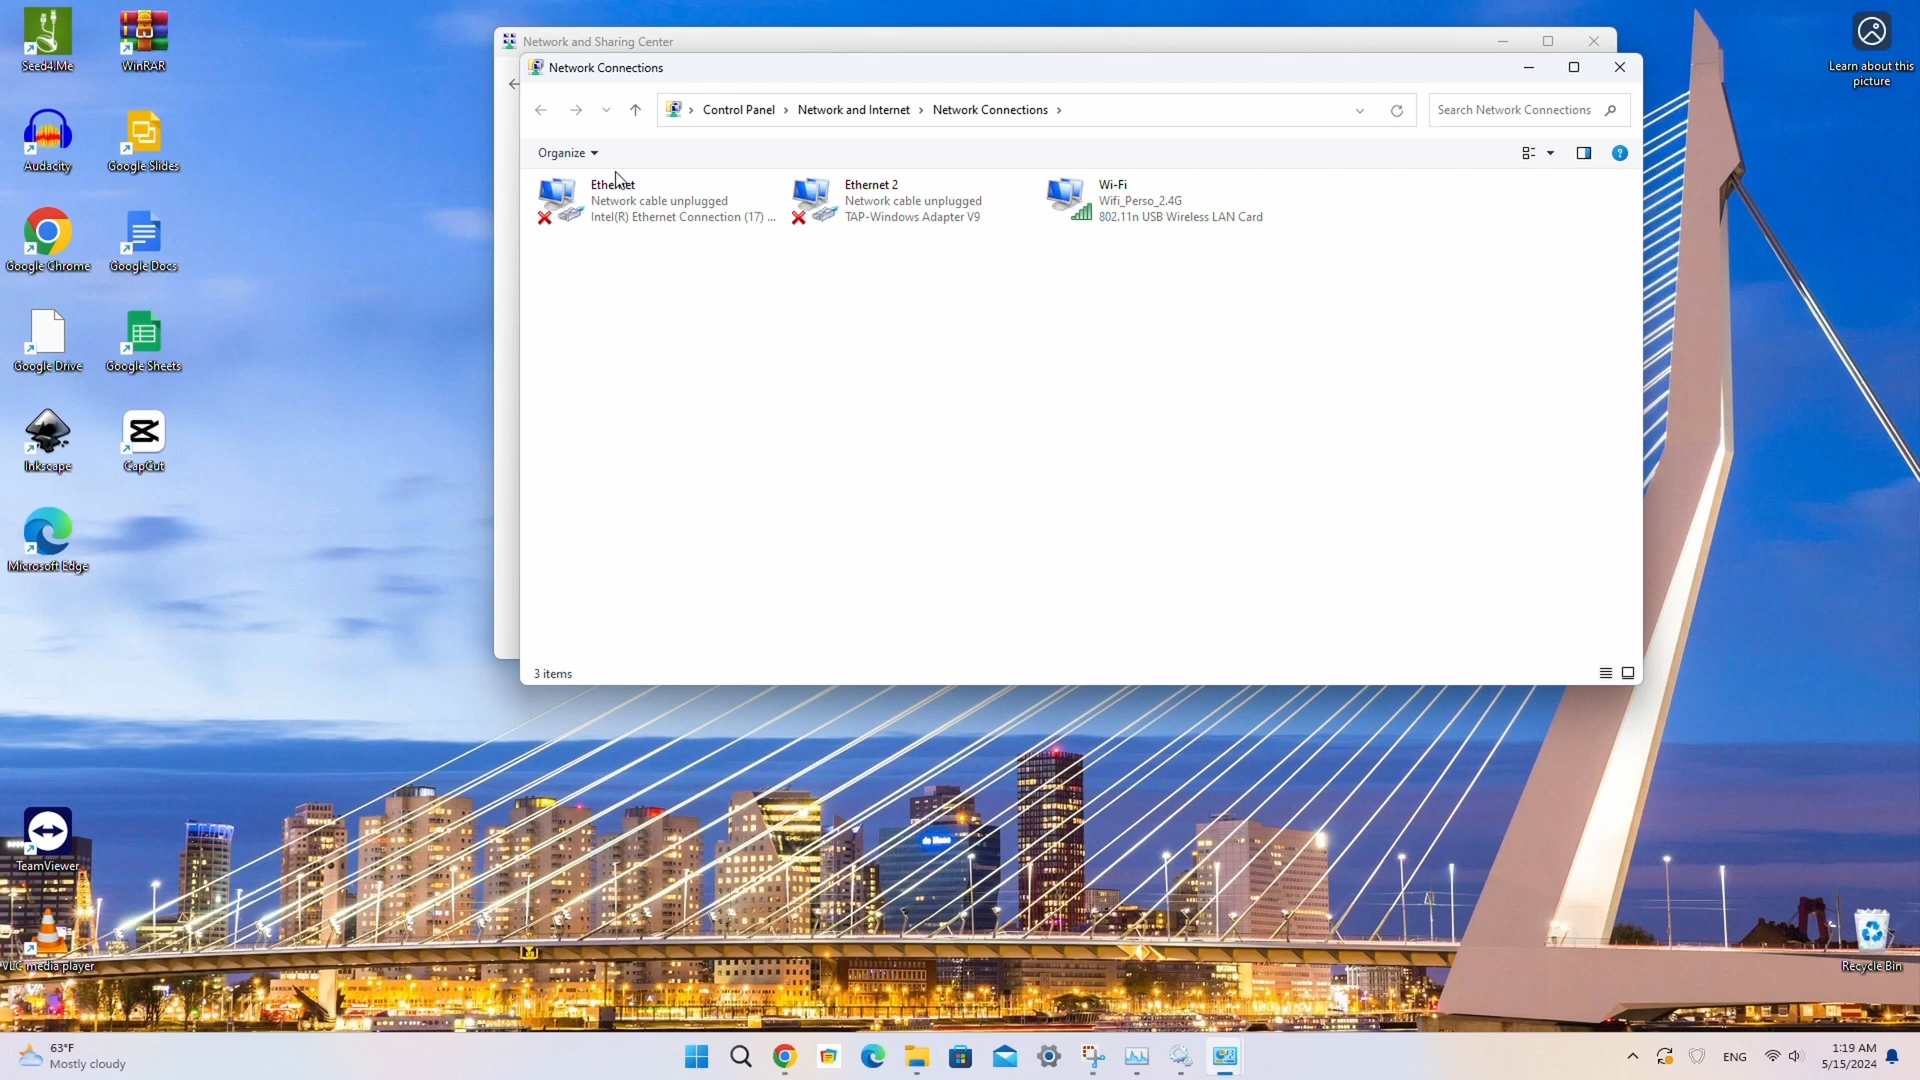 Seed4.Me
WinRAR
Audacity
Google Slides
Google Chrome
Google Docs
Google Drive
Google Sheets
Inkscape
CapCut
Microsoft Edge
TeamViewer
VLC media player
Network and Sharing Center
Network Connections
Control Panel > Network and Internet > Network Connections >
Search Network Connections
Organize
Ethernet
Network cable unplugged
Intel(R) Ethernet Connection (17) ...
Ethernet 2
Network cable unplugged
TAP-Windows Adapter V9
Wi-Fi
Wifi_Perso_2.4G
802.11n USB Wireless LAN Card
3 items
Learn about this
picture
Recycle Bin
63°F
Mostly cloudy
ENG
1:19 AM
5/15/2024